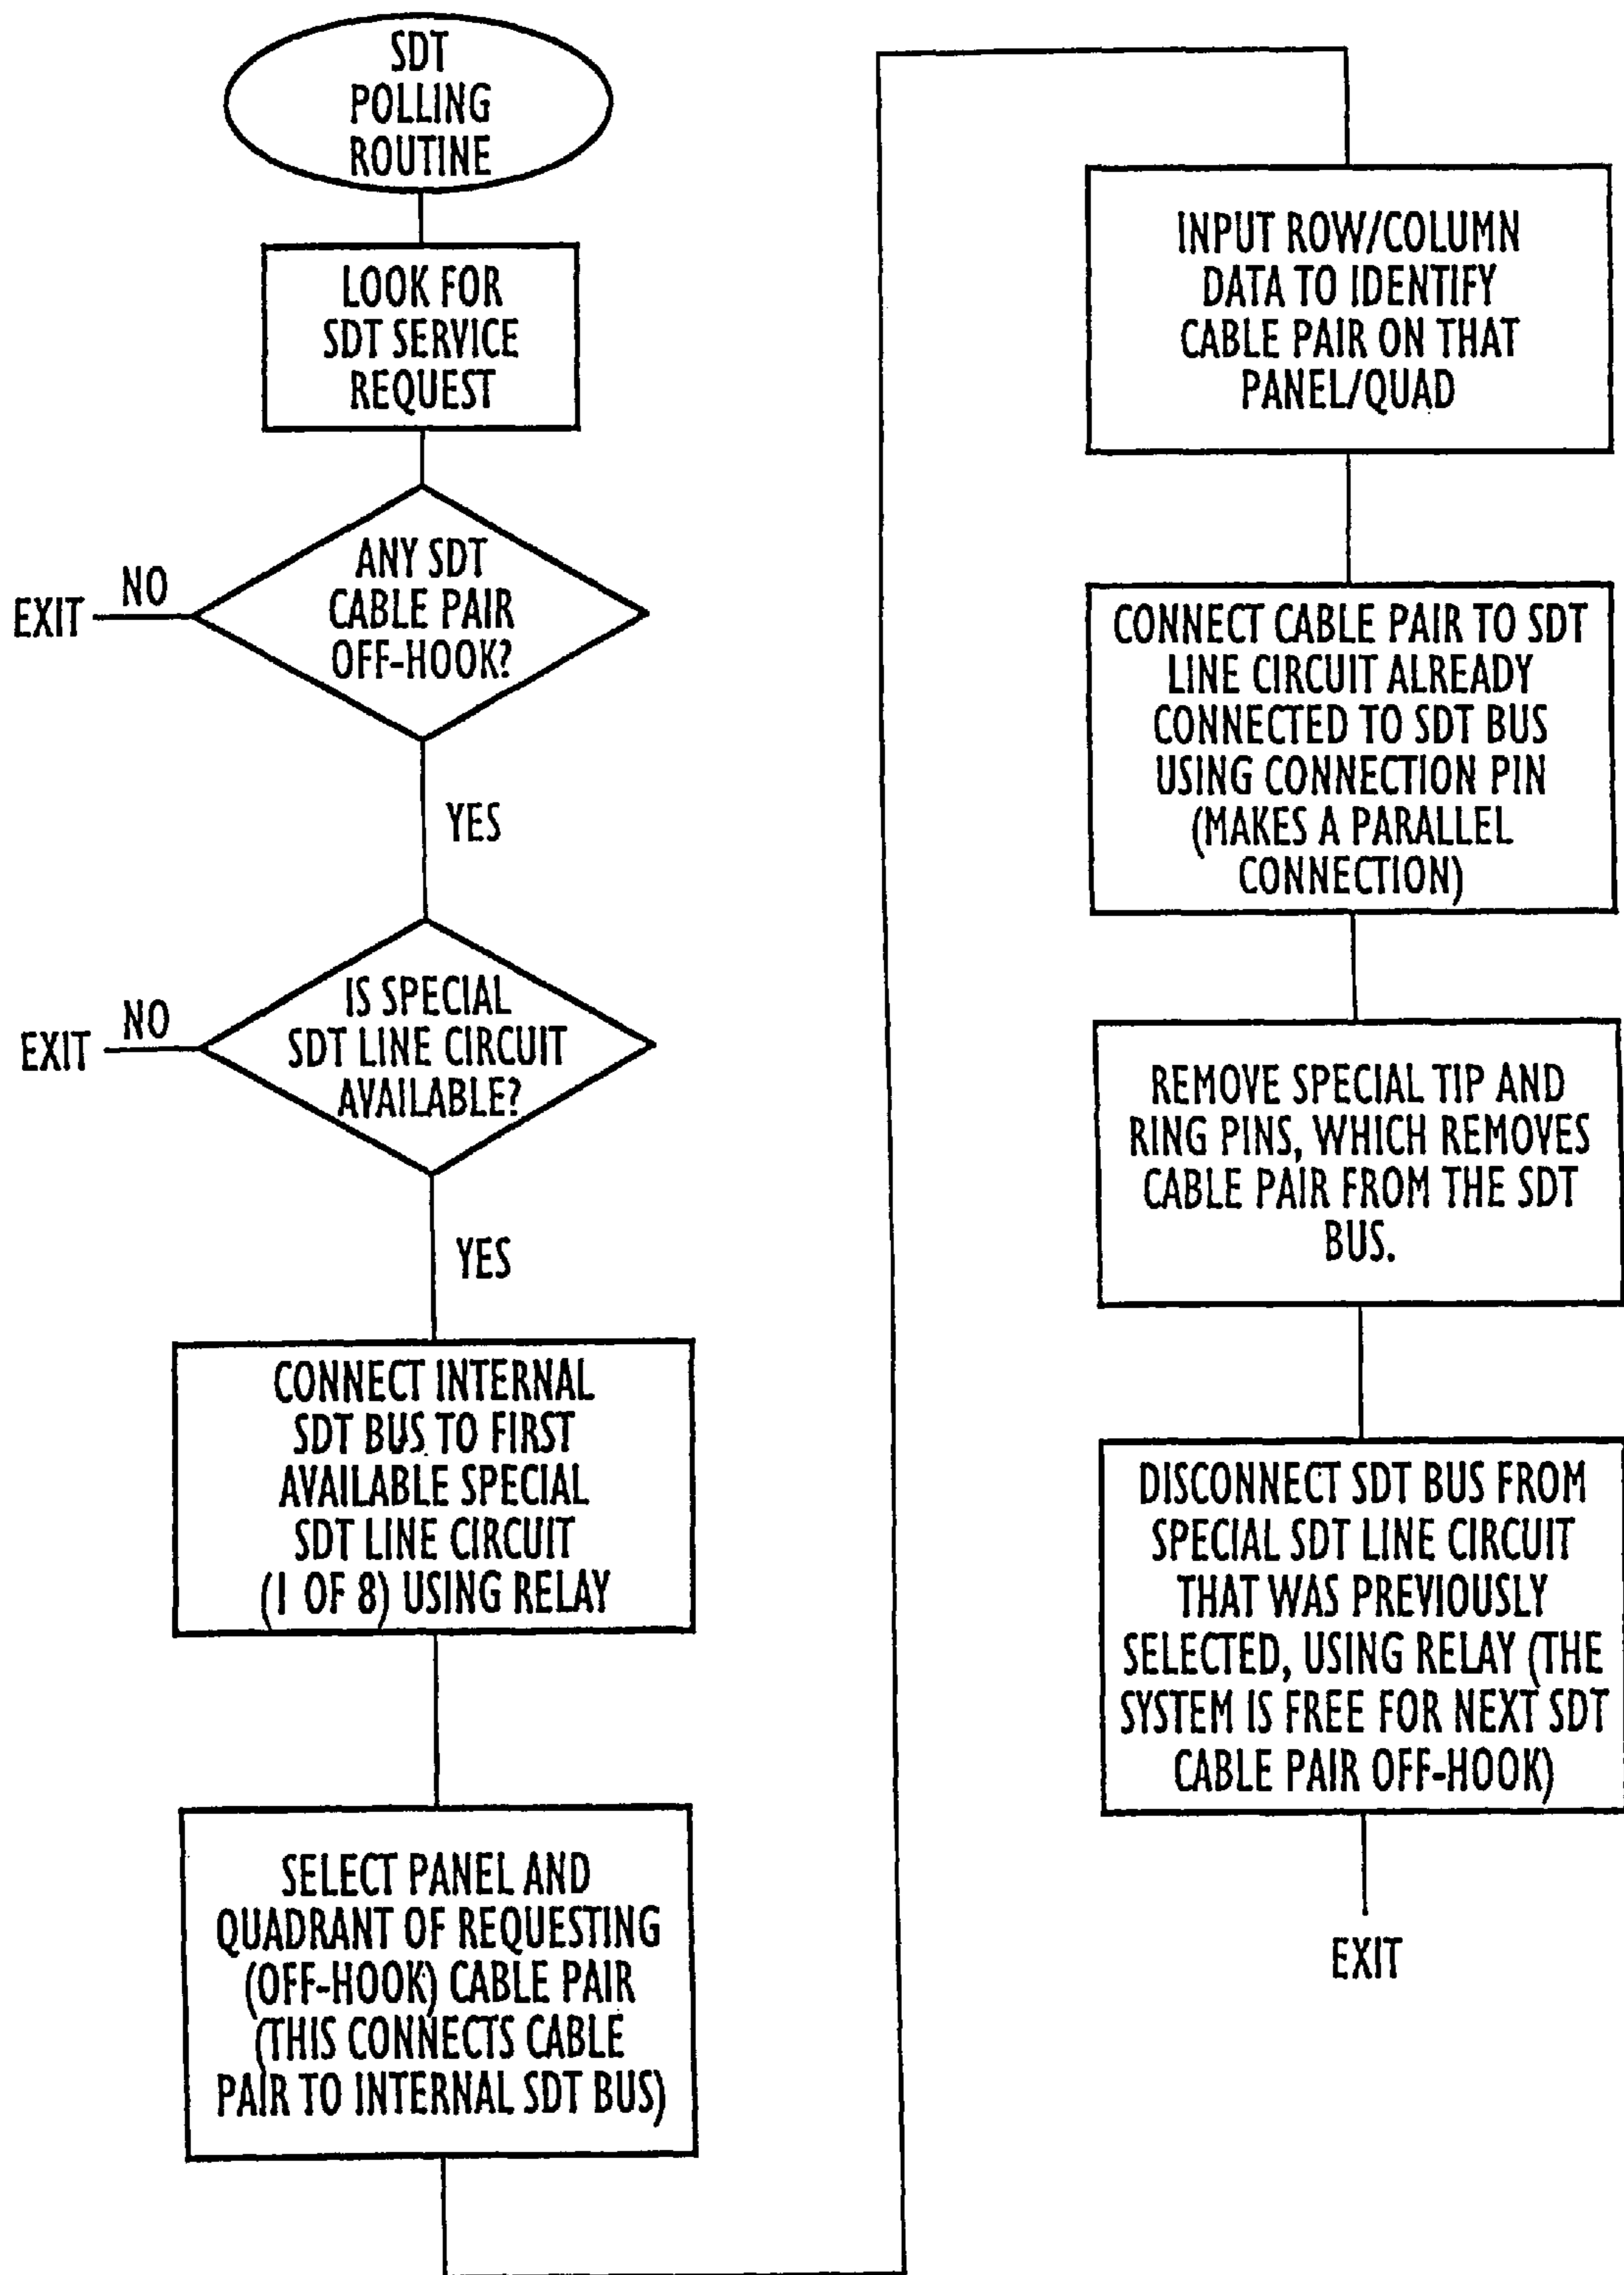 SDT
POLLING
ROUTINE
LOOK FOR
SDT SERVICE
REQUEST
ANY SDT
CABLE PAIR
OFF-HOOK?
NO
EXIT
YES
IS SPECIAL
SDT LINE CIRCUIT
AVAILABLE?
NO
EXIT
YES
CONNECT INTERNAL
SDT BUS TO FIRST
AVAILABLE SPECIAL
SDT LINE CIRCUIT
(1 OF 8) USING RELAY
SELECT PANEL AND
QUADRANT OF REQUESTING
(OFF-HOOK) CABLE PAIR
(THIS CONNECTS CABLE
PAIR TO INTERNAL SDT BUS)
INPUT ROW/COLUMN
DATA TO IDENTIFY
CABLE PAIR ON THAT
PANEL/QUAD
CONNECT CABLE PAIR TO SDT
LINE CIRCUIT ALREADY
CONNECTED TO SDT BUS
USING CONNECTION PIN
(MAKES A PARALLEL
CONNECTION)
REMOVE SPECIAL TIP AND
RING PINS, WHICH REMOVES
CABLE PAIR FROM THE SDT
BUS.
DISCONNECT SDT BUS FROM
SPECIAL SDT LINE CIRCUIT
THAT WAS PREVIOUSLY
SELECTED, USING RELAY (THE
SYSTEM IS FREE FOR NEXT SDT
CABLE PAIR OFF-HOOK)
EXIT